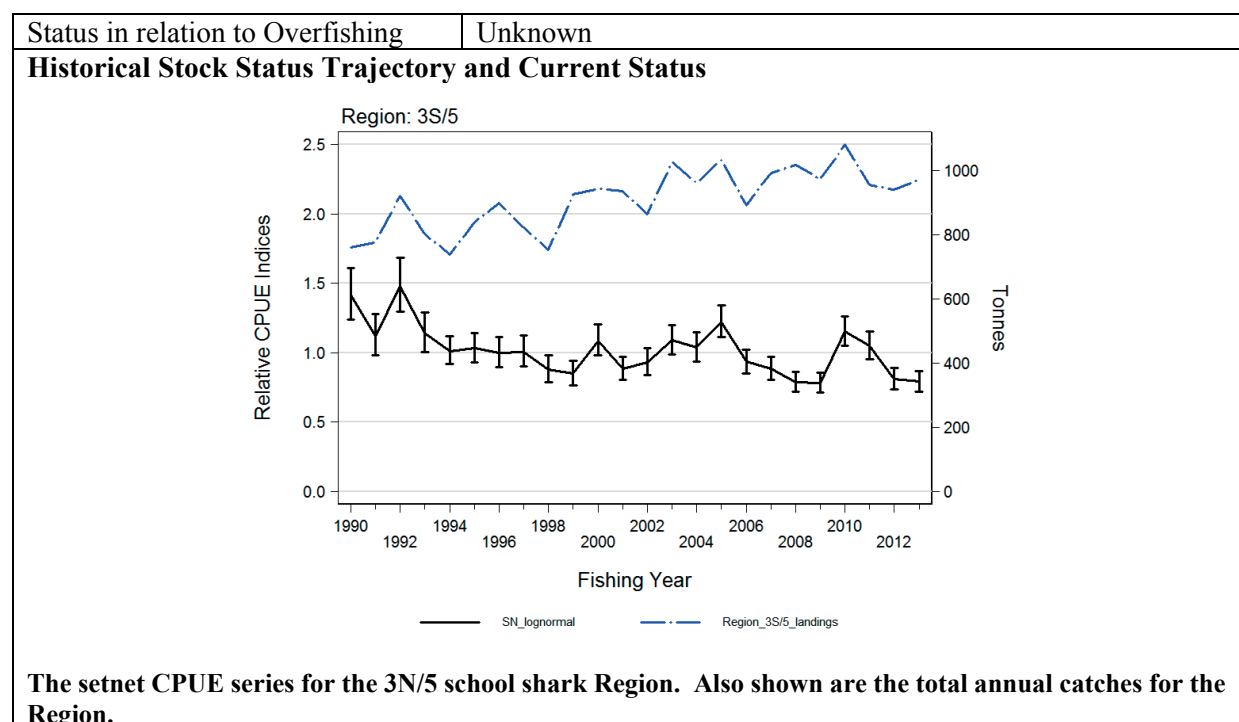 Status in relation to Overfishing Unknown
Historical Stock Status Trajectory and Current Status
Region: 3S/5
2.5
2.0
1.5
1.0
0.5
0.0
Relative CPUE Indices
1000
800
600
400
200
0
Tonnes
1990 1994 1998 2002 2006 2010
1992 1996 2000 2004 2008 2012
Fishing Year
SN_lognormal Region_3S/5_landings
The setnet CPUE series for the 3N/5 school shark Region. Also shown are the total annual catches for the
Region.